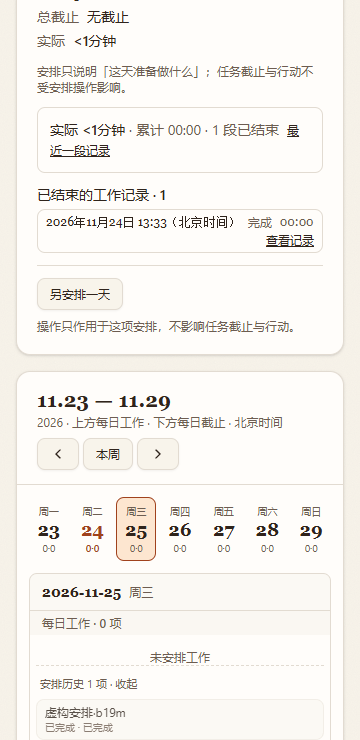 总截止 无截止
实际 <1分钟
安排只说明「这天准备做什么」；任务截止与行动不
受安排操作影响。
实际 <1分钟 · 累计 00:00 · 1 段已结束 最
近一段记录
已结束的工作记录 · 1
2026年11月24日 13:33（北京时间） 完成 00:00
查看记录
另安排一天
操作只作用于这项安排，不影响任务截止与行动。
11.23 — 11.29
2026 · 上方每日工作 · 下方每日截止 · 北京时间
‹ 本周 ›
周一 周二 周三 周四 周五 周六 周日
23 24 25 26 27 28 29
0·0 0·0 0·0 0·0 0·0 0·0 0·0
2026-11-25 周三
每日工作 · 0 项
未安排工作
安排历史 1 项 · 收起
虚构安排·b19m
已完成 · 已完成